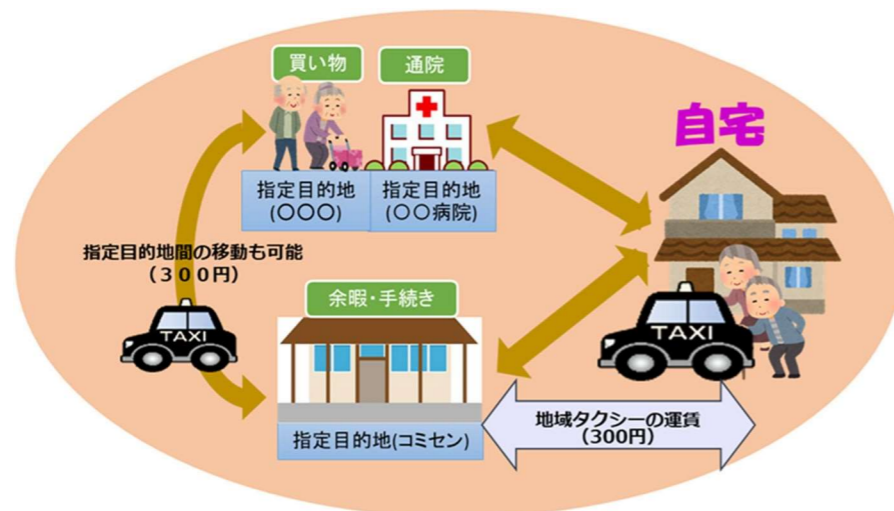 買い物
通院
自宅
指定目的地
(〇〇〇)
指定目的地
(〇〇病院)
指定目的地間の移動も可能
(３００円)
TAXI
余暇・手続き
TAXI
地域タクシーの運賃
(300円)
指定目的地(コミセン)